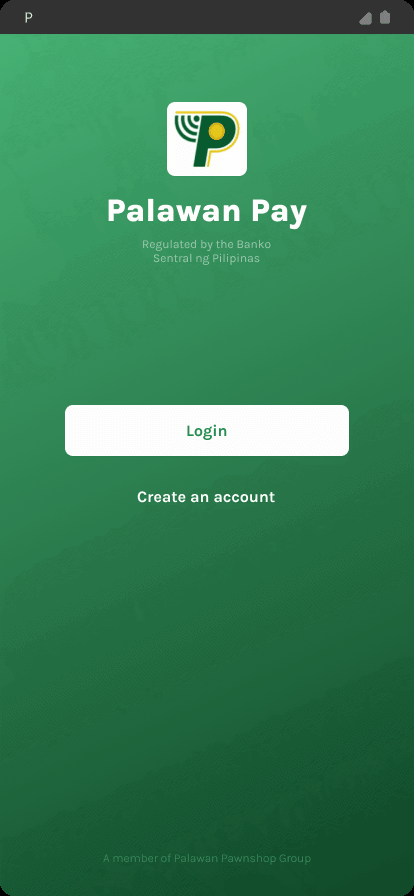 P
P
Palawan Pay
Regulated by the Banko
Sentral ng Pilipinas
Login
Create an account
A member of Palawan Pawnshop Group